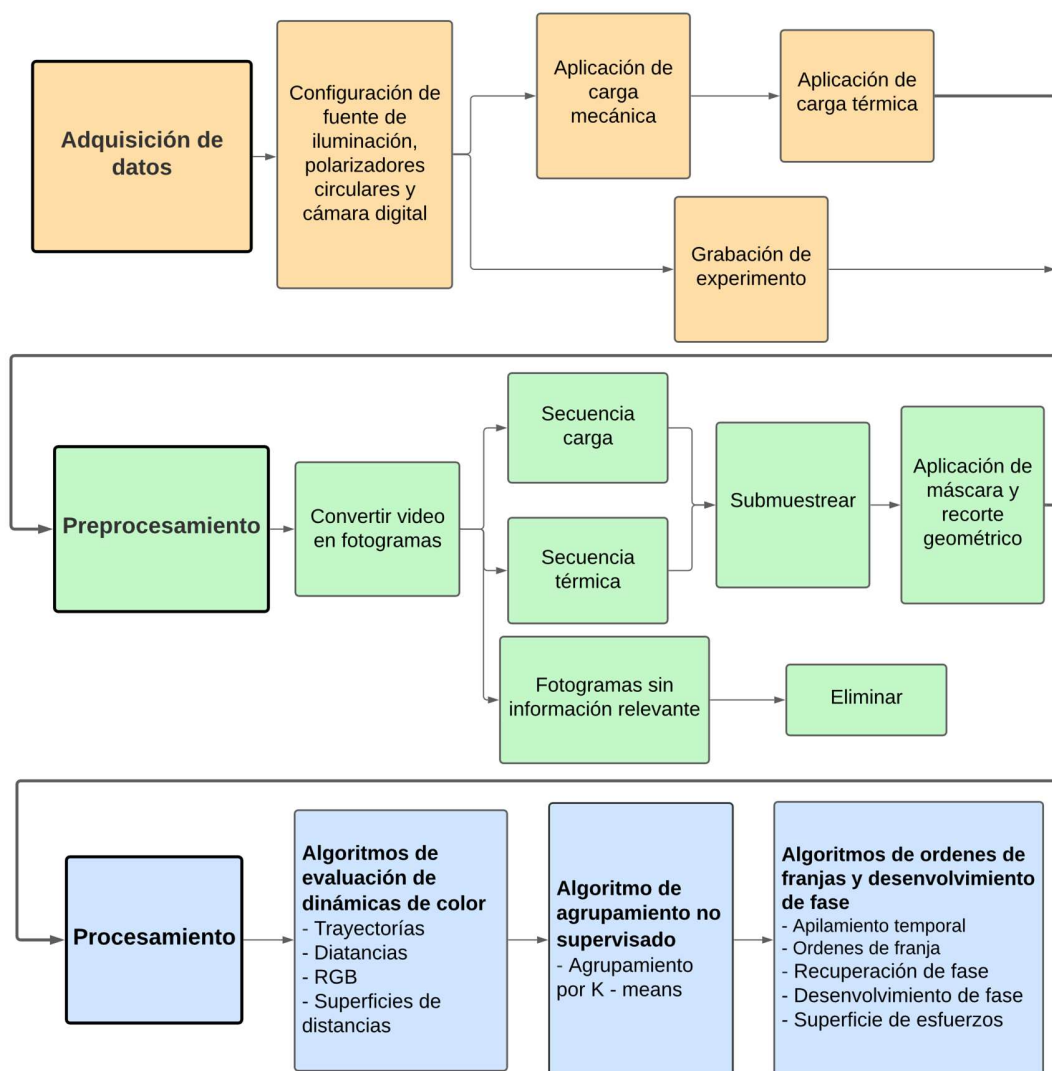 Adquisición de
datos
Configuración de
fuente de
iluminación,
polarizadores
circulares y
cámara digital
Aplicación de
carga
mecánica
Aplicación de
carga térmica
Grabación de
experimento
Preprocesamiento
Convertir video
en fotogramas
Secuencia
carga
Secuencia
térmica
Fotogramas sin
información relevante
Submuestrear
Aplicación de
máscara y
recorte
geométrico
Eliminar
Procesamiento
Algoritmos de
evaluación de
dinámicas de color
- Trayectorías
- Diatancias
- RGB
- Superficies de
distancias
Algoritmo de
agrupamiento no
supervisado
- Agrupamiento
por K - means
Algoritmos de ordenes de
franjas y desenvolvimiento
de fase
- Apilamiento temporal
- Ordenes de franja
- Recuperación de fase
- Desenvolvimiento de fase
- Superficie de esfuerzos